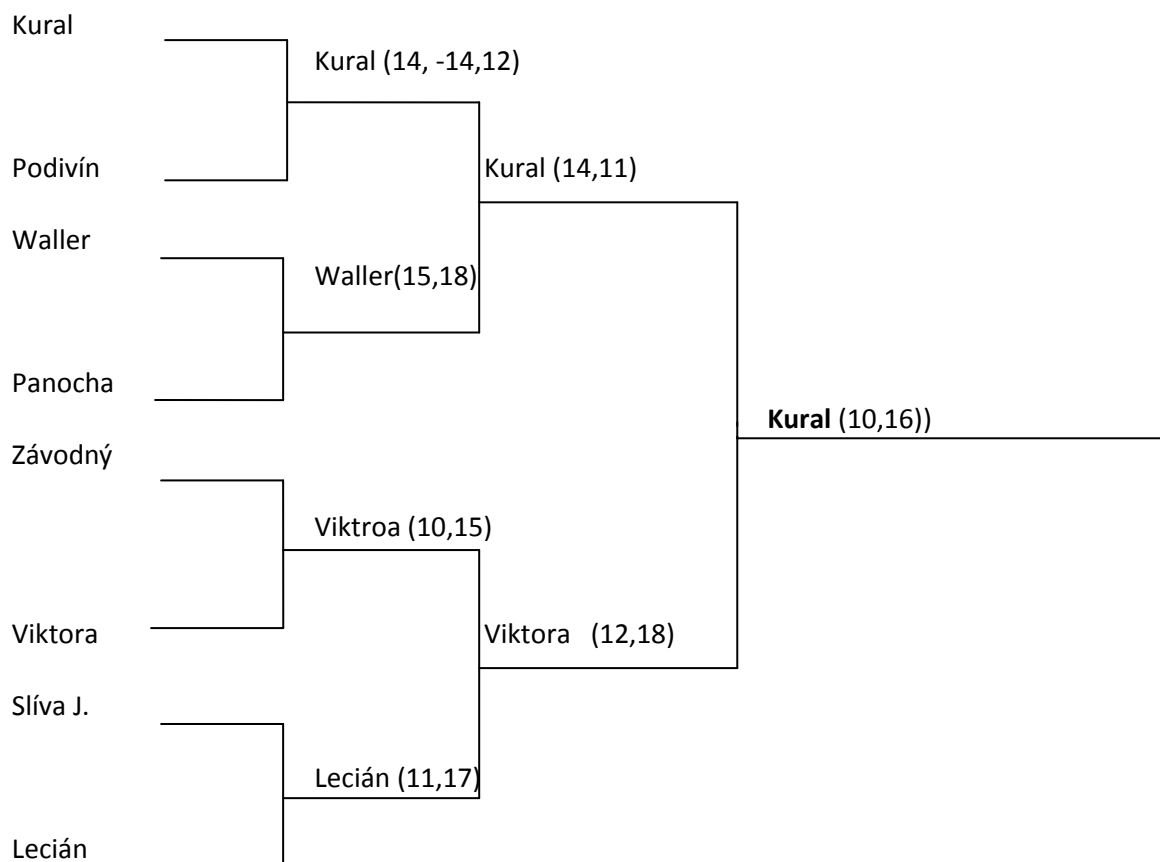 Kural
Kural (14, -14,12)
Podivín
Kural (14,11)
Waller
Waller(15,18)
Panocha
Kural (10,16))
Závodný
Viktroa (10,15)
Viktora
Viktora (12,18)
Slíva J.
Lecián (11,17)
Lecián